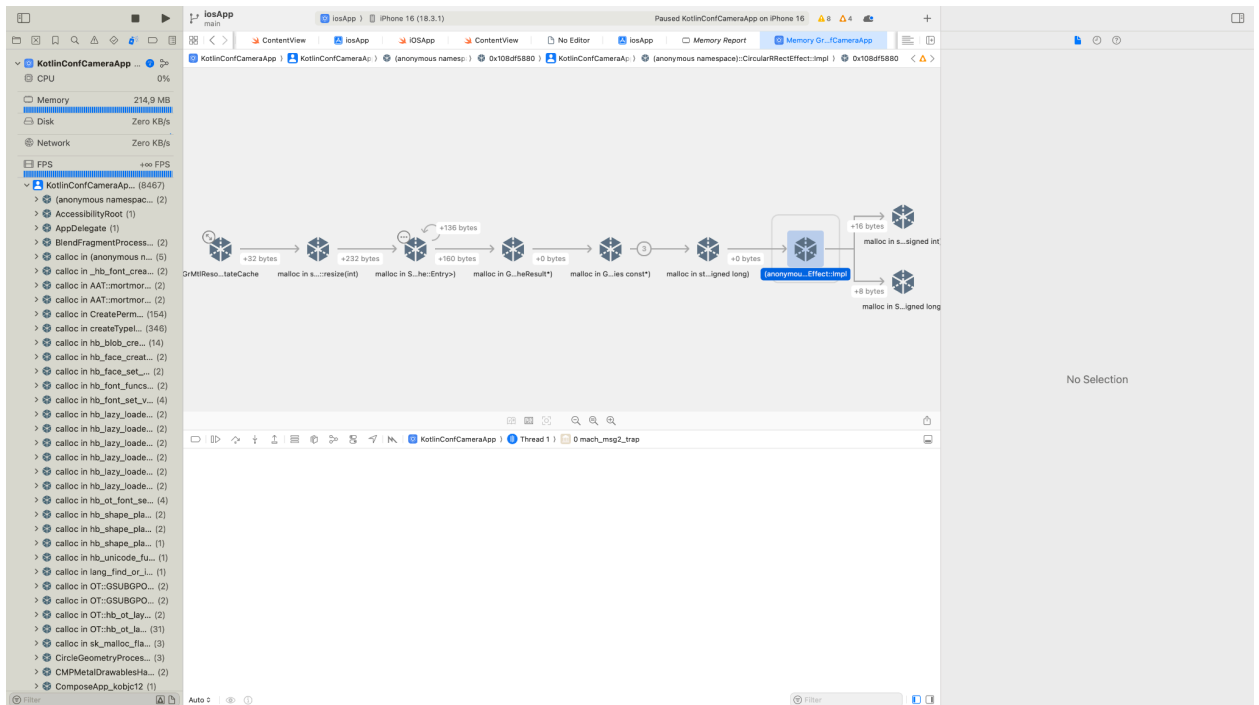 iosApp
main
iosApp ⟩ iPhone 16 (18.3.1)
Paused KotlinConfCameraApp on iPhone 16
8
4
ContentView
iosApp
iOSApp
ContentView
No Editor
iosApp
Memory Report
Memory Gr...fCameraApp
KotlinConfCameraApp ⟩ KotlinConfCameraAp ⟩ (anonymous namesp ⟩ 0x108df5880 ⟩ KotlinConfCameraAp ⟩ (anonymous namespace)::CircularRRectEffect::Impl ⟩ 0x108df5880
KotlinConfCameraApp ...
CPU 0%
Memory 214,9 MB
Disk Zero KB/s
Network Zero KB/s
FPS +∞ FPS
KotlinConfCameraAp... (8467)
(anonymous namespac... (2)
AccessibilityRoot (1)
AppDelegate (1)
BlendFragmentProcess... (2)
calloc in (anonymous n... (5)
calloc in _hb_font_crea... (2)
calloc in AAT::mortmor... (2)
calloc in AAT::mortmor... (2)
calloc in CreatePerm... (154)
calloc in createTypeI... (346)
calloc in hb_blob_cre... (14)
calloc in hb_face_creat... (2)
calloc in hb_face_set_... (2)
calloc in hb_font_funcs... (2)
calloc in hb_font_set_v... (4)
calloc in hb_lazy_loade... (2)
calloc in hb_lazy_loade... (2)
calloc in hb_lazy_loade... (2)
calloc in hb_lazy_loade... (2)
calloc in hb_lazy_loade... (2)
calloc in hb_lazy_loade... (2)
calloc in hb_ot_font_se... (4)
calloc in hb_shape_pla... (2)
calloc in hb_shape_pla... (2)
calloc in hb_shape_pla... (1)
calloc in hb_unicode_fu... (1)
calloc in lang_find_or_i... (1)
calloc in OT::GSUBGPO... (2)
calloc in OT::GSUBGPO... (2)
calloc in OT::hb_ot_lay... (2)
calloc in OT::hb_ot_la... (31)
calloc in sk_malloc_fla... (3)
CircleGeometryProces... (3)
CMPMetalDrawablesHa... (2)
ComposeApp_kobjc12 (1)
Filter
+136 bytes
+16 bytes
malloc in s...signed int
+32 bytes
+232 bytes
+160 bytes
+0 bytes
3
+0 bytes
GrMtlReso...tateCache
malloc in s...::resize(int)
malloc in S...he::Entry>)
malloc in G...heResult*)
malloc in G...ies const*)
malloc in st...igned long)
(anonymou...Effect::Impl
+8 bytes
malloc in S...igned long
KotlinConfCameraApp ⟩ Thread 1 ⟩ 0 mach_msg2_trap
Auto
Filter
No Selection